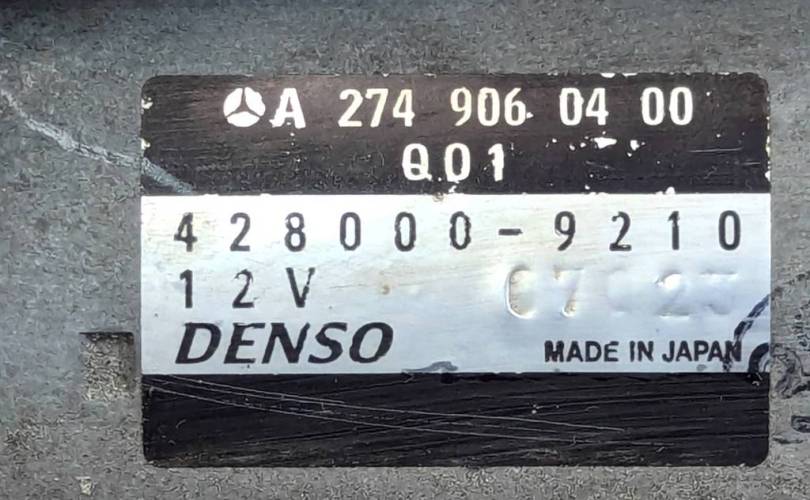 A 274 906 04 00
Q01
428000-9210
12V
DENSO
MADE IN JAPAN